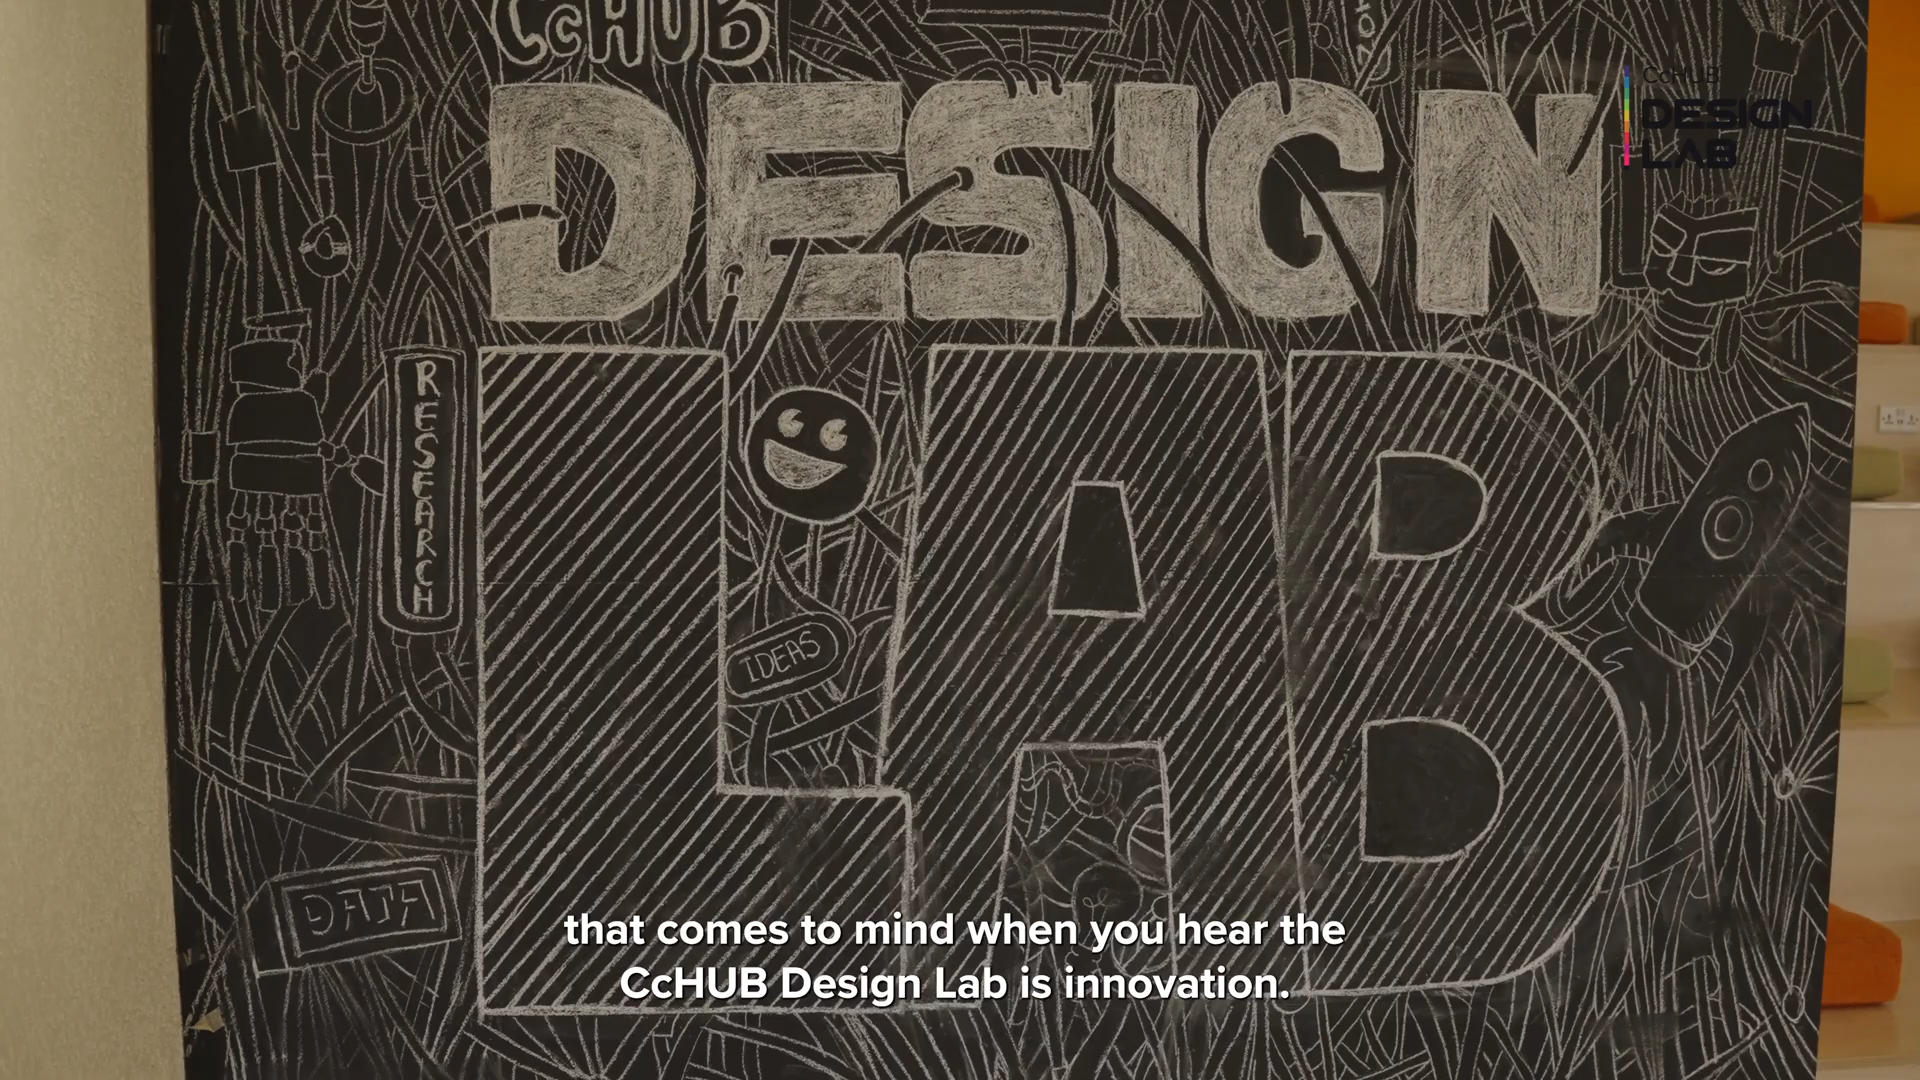 CcHUB
DESIGN
LAB
CcHUB
DESIGN
LAB
RESEARCH
IDEAS
DATA
that comes to mind when you hear the
CcHUB Design Lab is innovation.